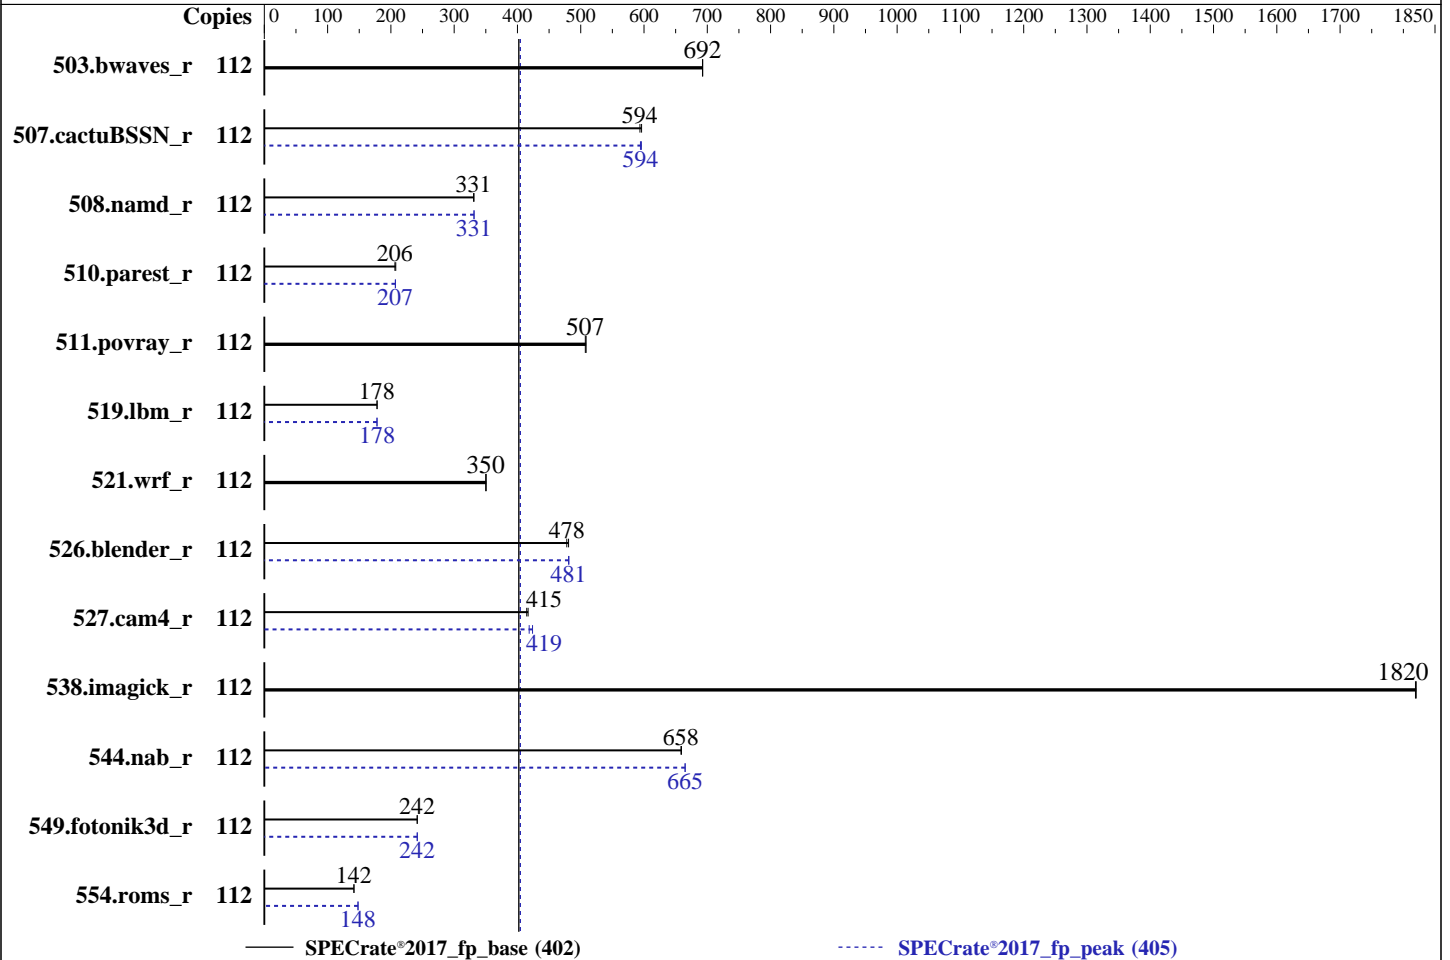 Copies 0 100 200 300 400 500 600 700 800 900 1000 1100 1200 1300 1400 1500 1600 1700 1850
503.bwaves_r 112 692
507.cactuBSSN_r 112 594
594
508.namd_r 112 331
331
510.parest_r 112 206
207
511.povray_r 112 507
519.lbm_r 112 178
178
521.wrf_r 112 350
526.blender_r 112 478
481
527.cam4_r 112 415
419
538.imagick_r 112 1820
544.nab_r 112 658
665
549.fotonik3d_r 112 242
242
554.roms_r 112 142
148
SPECrate®2017_fp_base (402) SPECrate®2017_fp_peak (405)